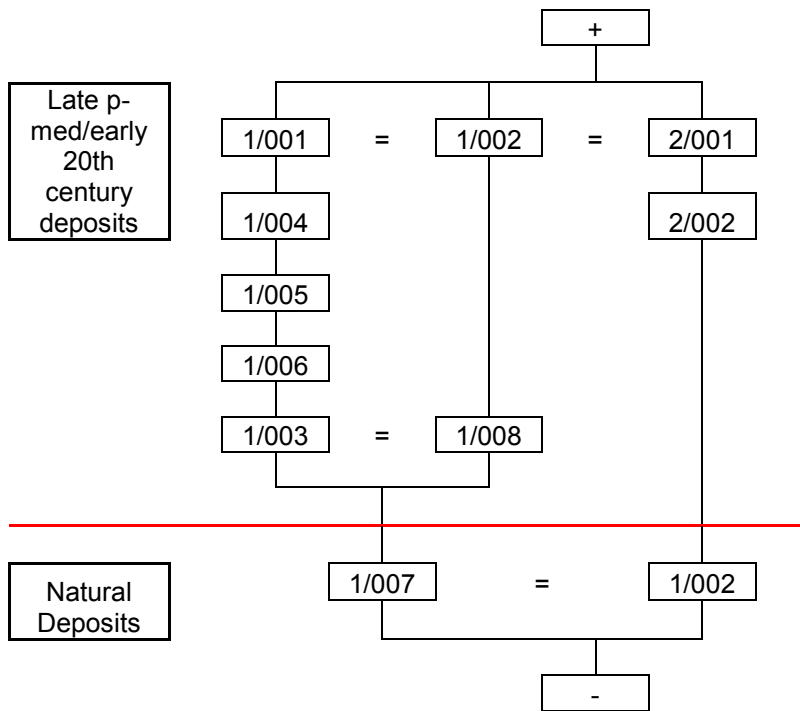 +
Late p-
med/early
20th
century
deposits
1/001 = 1/002 = 2/001
1/004 2/002
1/005
1/006
1/003 = 1/008
Natural
Deposits
1/007 = 1/002
-